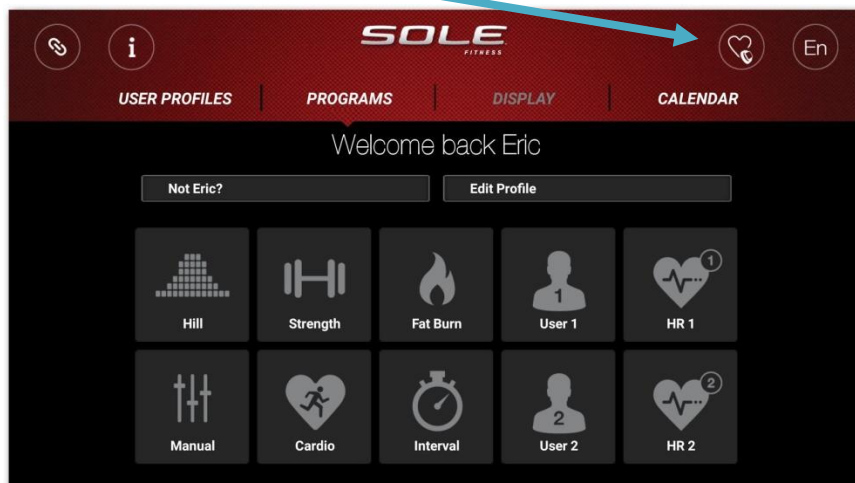 SOLE
FITNESS
i
En
USER PROFILES PROGRAMS DISPLAY CALENDAR
Welcome back Eric
Not Eric? Edit Profile
1 1
Hill Strength Fat Burn User 1 HR 1
2 2
Manual Cardio Interval User 2 HR 2